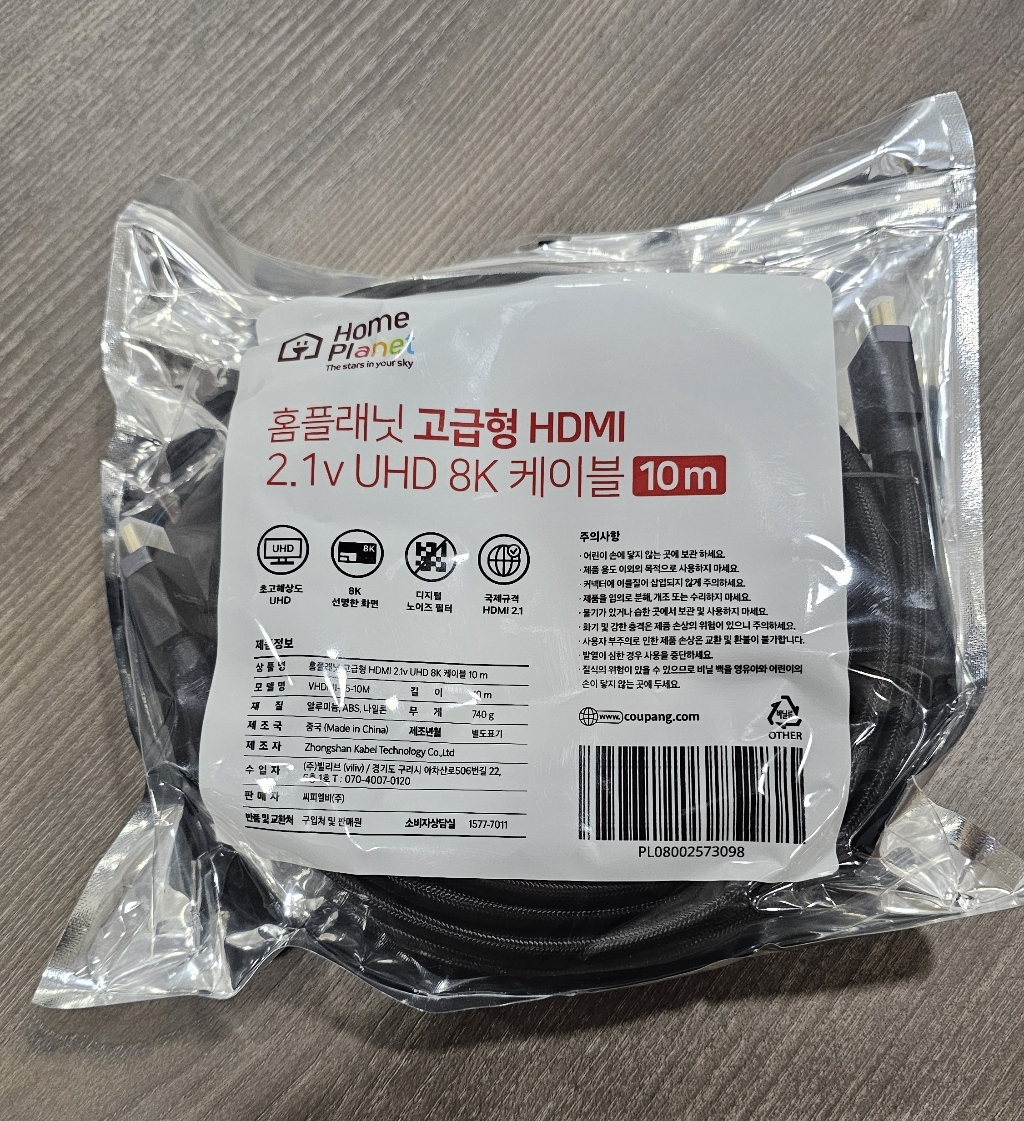 Home
Planet
The stars in your sky
홈플래닛 고급형 HDMI
2.1v UHD 8K 케이블 10m
UHD
초고해상도
UHD
8K
8K
선명한 화면
디지털
노이즈 필터
국제규격
HDMI 2.1
제품정보
상 품 명 홈플래닛 고급형 HDMI 2.1v UHD 8K 케이블 10 m
모 델 명 길 이 m
재 질 알루미늄, ABS, 나일론 무 게 740 g
제 조 국 중국 (Made in China) 제조년월 별도표기
제 조 자 Zhongshan Kabei Technology Co.,Ltd
수 입 자 (주)빌리브 (viliv) / 경기도 구리시 아차산로506번길 22,
T : 070-4007-0120
판 매 자 씨피엘비(주)
반품 및 교환처 구입처 및 판매원 소비자상담실 1577-7011
주의사항
· 어린이 손에 닿지 않는 곳에 보관 하세요.
· 제품 용도 이외의 목적으로 사용하지 마세요.
· 커넥터에 이물질이 삽입되지 않게 주의하세요.
· 제품을 임의로 분해, 개조 또는 수리하지 마세요.
· 물기가 있거나 습한 곳에서 보관 및 사용하지 마세요.
· 화기 및 강한 충격은 제품 손상의 위험이 있으니 주의하세요.
· 사용자 부주의로 인한 제품 손상은 교환 및 환불이 불가합니다.
· 발열이 심한 경우 사용을 중단하세요.
· 질식의 위험이 있을 수 있으므로 비닐 백을 영유아와 어린이의
손이 닿지 않는 곳에 두세요.
www. coupang.com
비닐류
OTHER
PL08002573098